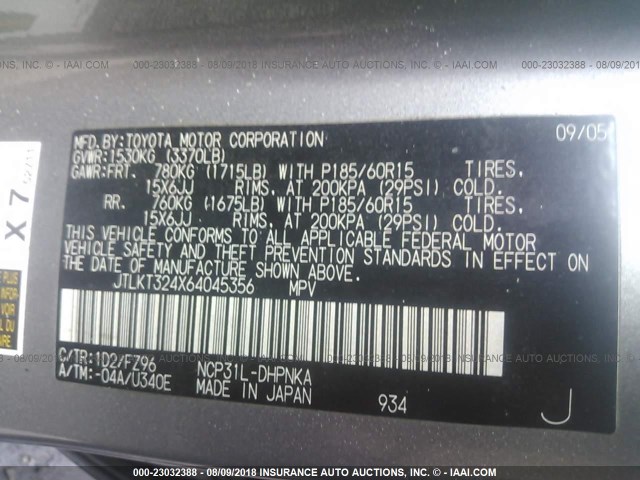 AUCTIONS, INC. - IAAI.COM 000-23032388 - 08/09/2018 INSURANCE AUTO AUCTIONS, INC. - IAAI.COM
MFD. BY: TOYOTA MOTOR CORPORATION 09/05
GVWR: 1530KG (3370LB)
GAWR: FRT. 780KG (1715LB) WITH P185/60R15 TIRES,
15X6JJ RIMS, AT 200KPA (29PSI) COLD.
RR. 760KG (1675LB) WITH P185/60R15 TIRES,
15X6JJ RIMS, AT 200KPA (29PSI) COLD.
THIS VEHICLE CONFORMS TO ALL APPLICABLE FEDERAL MOTOR
VEHICLE SAFETY AND THEFT PREVENTION STANDARDS IN EFFECT ON
THE DATE OF MANUFACTURE SHOWN ABOVE.
JTLKT324X64045356 MPV
X 7
C/TR: 1D2/FZ96 NCP31L-DHPNKA
A/TM: -04A/U340E MADE IN JAPAN 934 J
000-23032388 - 08/09/2018 INSURANCE AUTO AUCTIONS, INC. - IAAI.COM